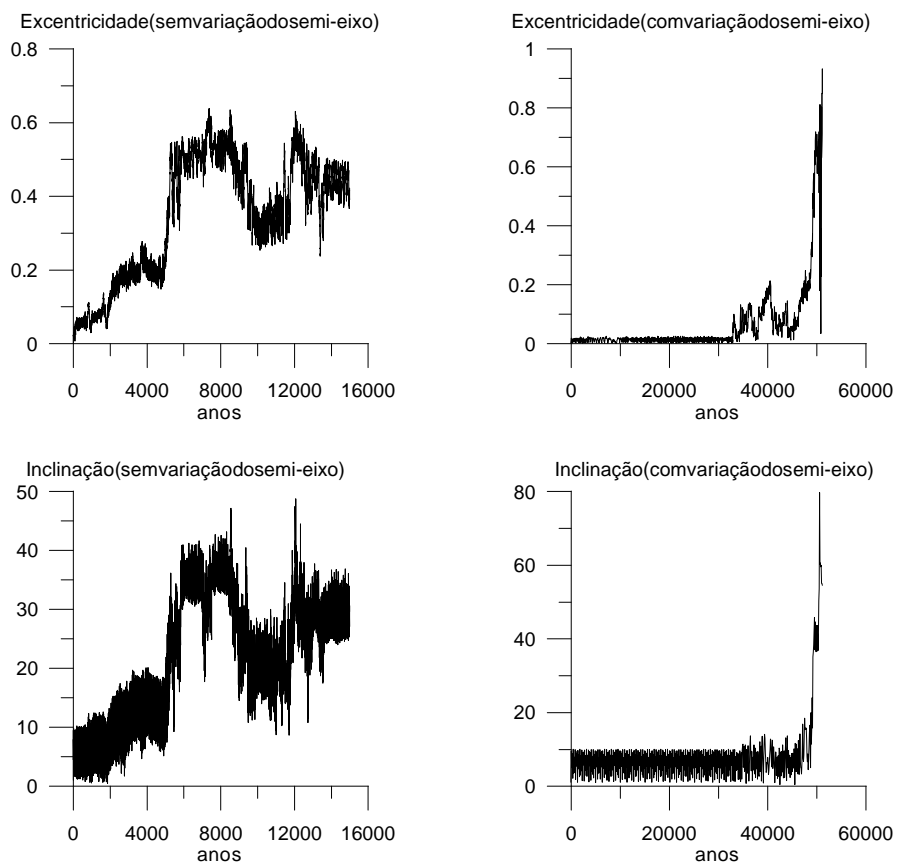 Excentricidade(semvariaçãodosemi-eixo)
0.8
0.6
0.4
0.2
0
0 4000 8000 12000 16000
anos
Excentricidade(comvariaçãodosemi-eixo)
1
0.8
0.6
0.4
0.2
0
0 20000 40000 60000
anos
Inclinação(semvariaçãodosemi-eixo)
50
40
30
20
10
0
0 4000 8000 12000 16000
anos
Inclinação(comvariaçãodosemi-eixo)
80
60
40
20
0
0 20000 40000 60000
anos